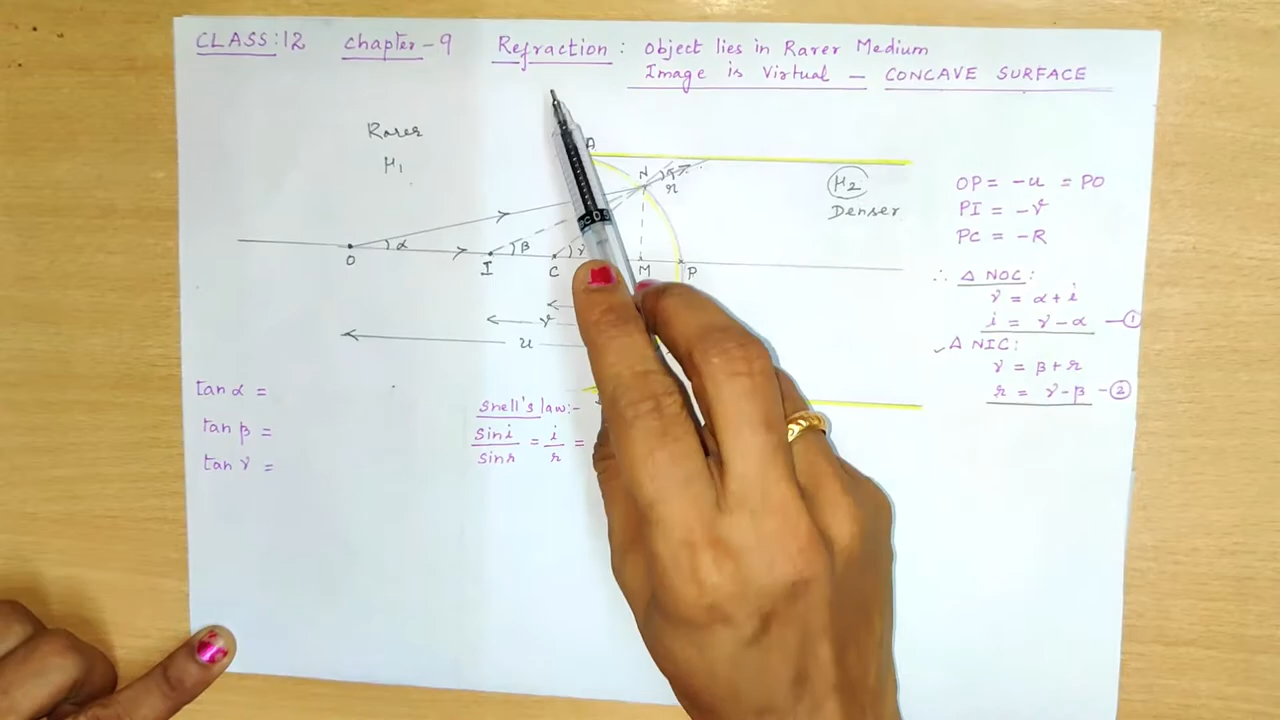 CLASS:12 chapter-9 Refraction: object lies in Rarer Medium
Image is Virtual — CONCAVE SURFACE
Rarer
μ1
A
N
r
μ2
Denser
O α I β C γ M P
v
u
OP = -u = PO
PI = -v
PC = -R
∴ Δ NOC:
γ = α+i
i = γ-α —①
✓ Δ NIC:
γ = β+r
r = γ-β —②
tan α =
tan β =
tan γ =
Snell's law:-
sin i / sin r = i / r =